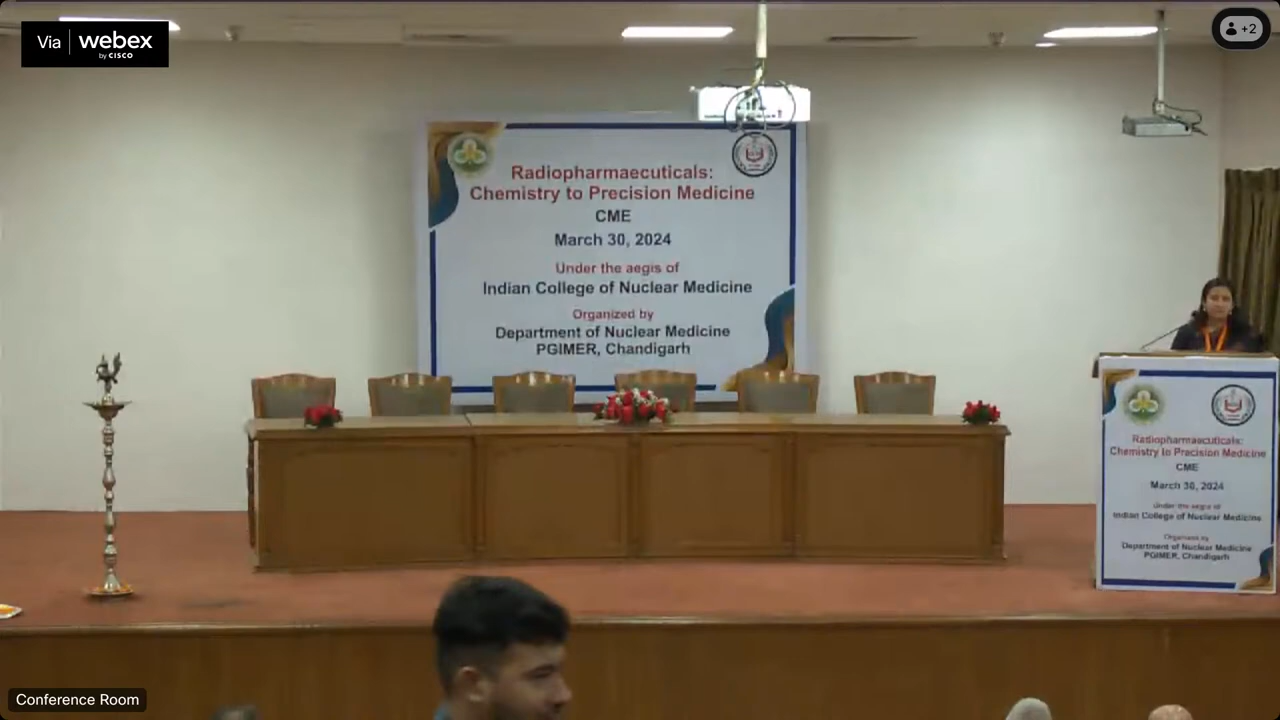 Via webex
by CISCO
+2
Radiopharmaecuticals:
Chemistry to Precision Medicine
CME
March 30, 2024
Under the aegis of
Indian College of Nuclear Medicine
Organized by
Department of Nuclear Medicine
PGIMER, Chandigarh
Radiopharmaecuticals:
Chemistry to Precision Medicine
CME
March 30, 2024
Under the aegis of
Indian College of Nuclear Medicine
Organized by
Department of Nuclear Medicine
PGIMER, Chandigarh
Conference Room